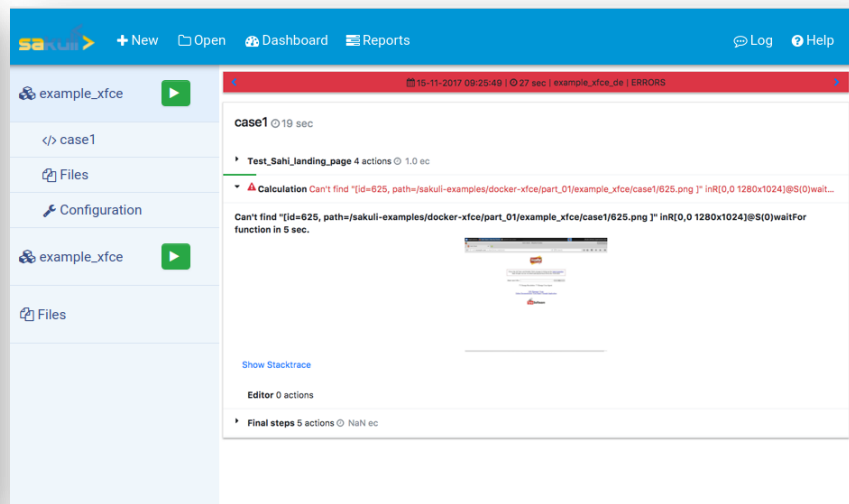 sakuli
New
Open
Dashboard
Reports
Log
Help
example_xfce
case1
Files
Configuration
example_xfce
Files
15-11-2017 09:25:49 | 27 sec | example_xfce_de | ERRORS
case1 19 sec
Test_Sahi_landing_page 4 actions 1.0 ec
Calculation Can't find "[id=625, path=/sakuli-examples/docker-xfce/part_01/example_xfce/case1/625.png ]" inR[0,0 1280x1024]@S(0)wait...
Can't find "[id=625, path=/sakuli-examples/docker-xfce/part_01/example_xfce/case1/625.png ]" inR[0,0 1280x1024]@S(0)waitFor
function in 5 sec.
Show Stacktrace
Editor 0 actions
Final steps 5 actions NaN ec